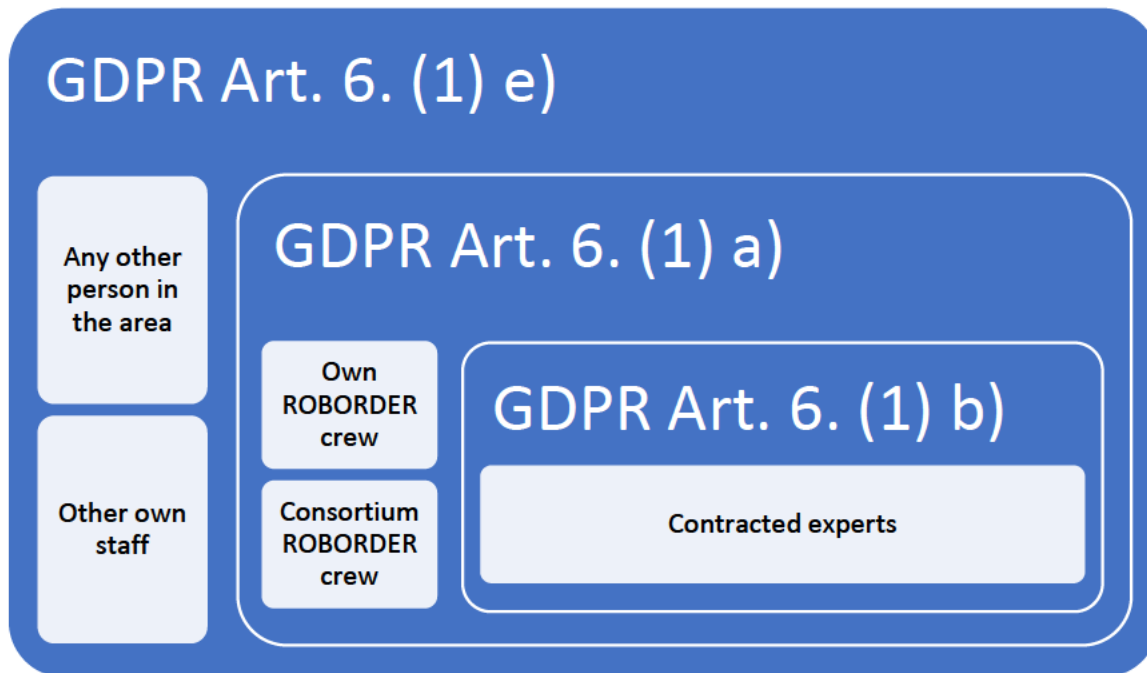 GDPR Art. 6. (1) e)
Any other
person in
the area
Other own
staff
GDPR Art. 6. (1) a)
Own
ROBORDER
crew
Consortium
ROBORDER
crew
GDPR Art. 6. (1) b)
Contracted experts